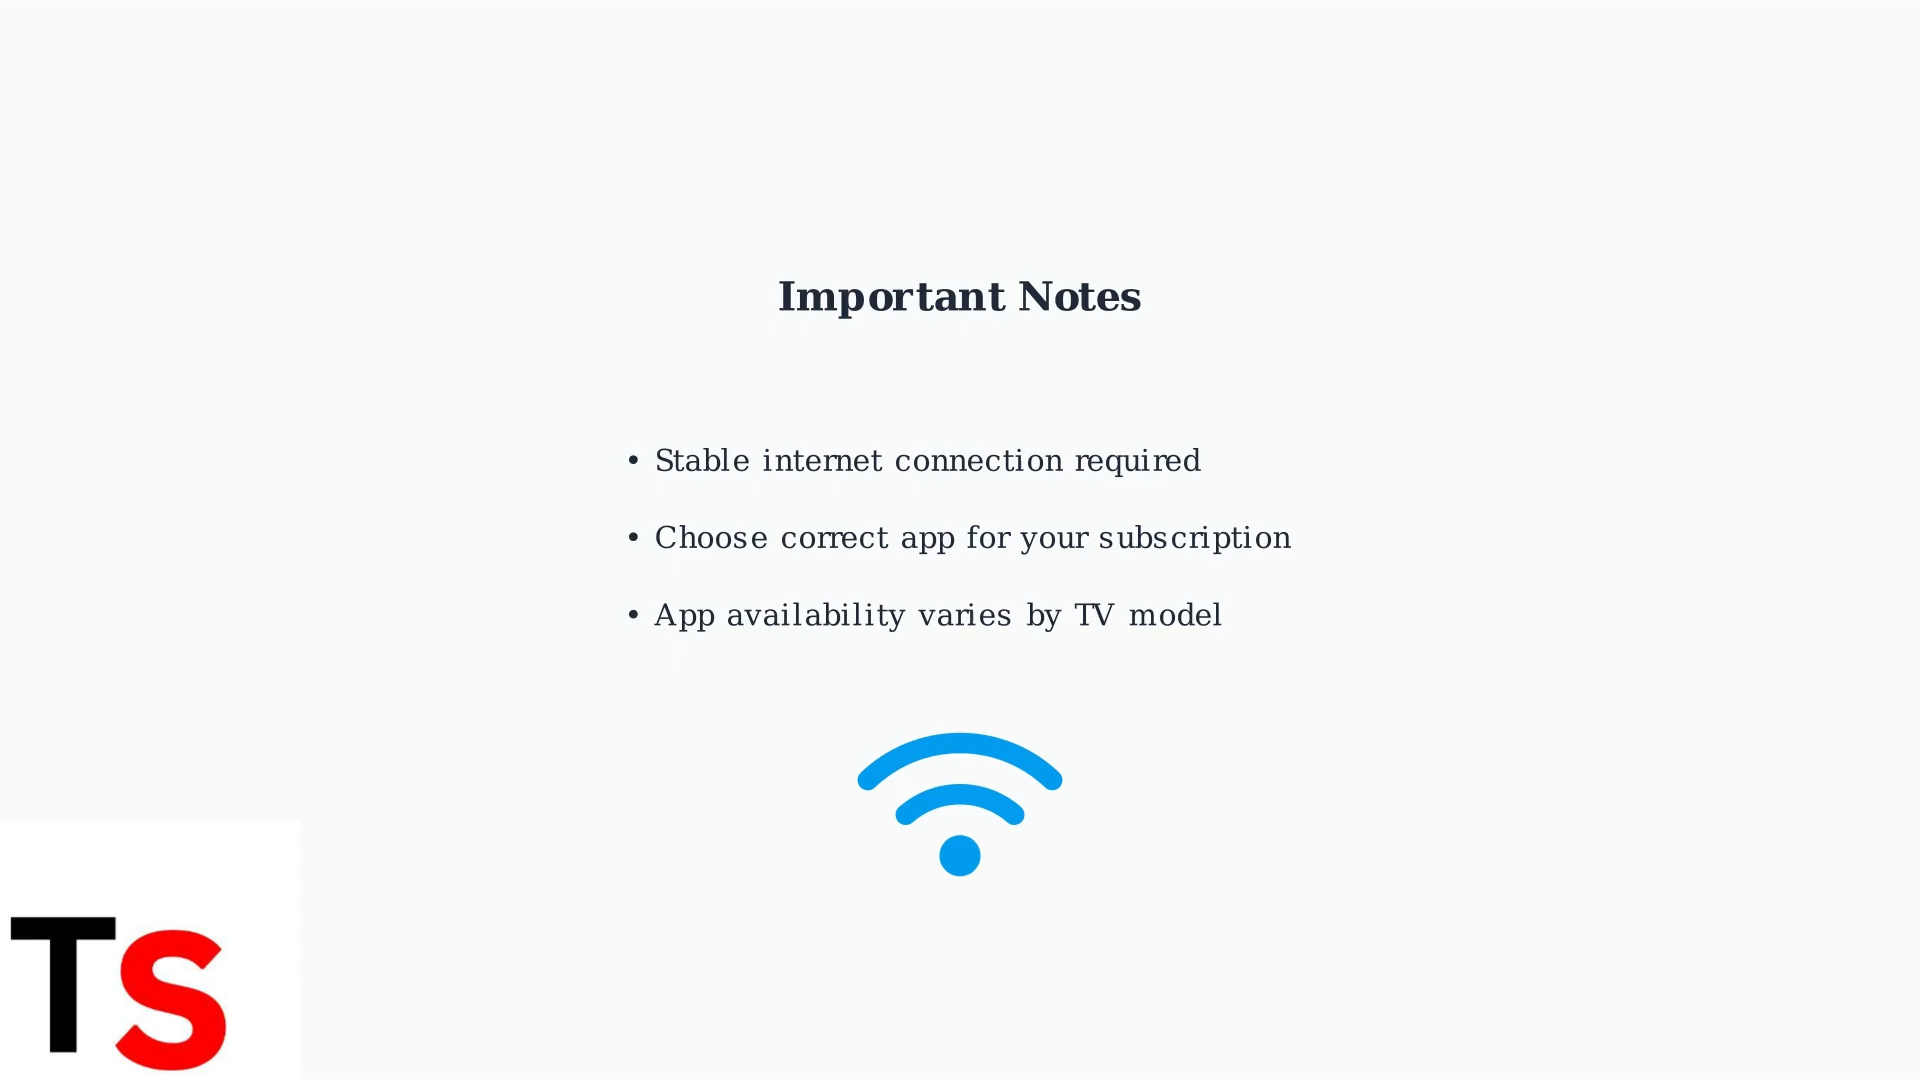 Important Notes
• Stable internet connection required
• Choose correct app for your subscription
• App availability varies by TV model
TS